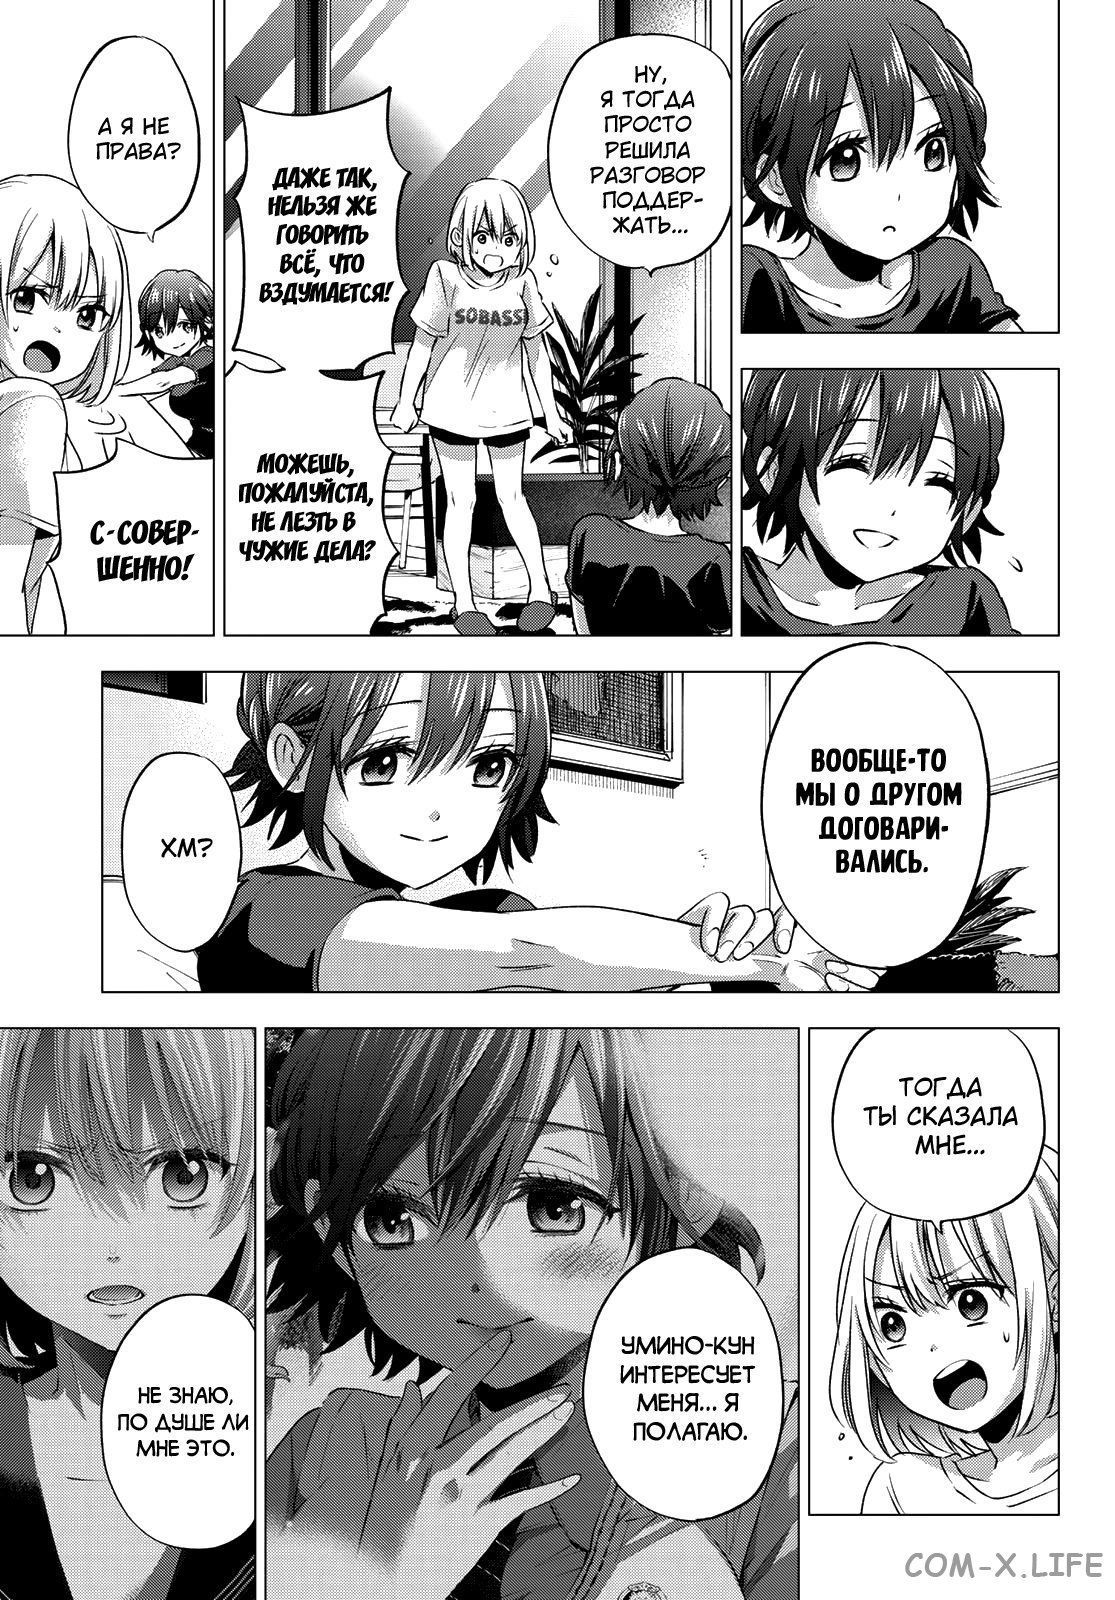 НУ,
Я ТОГДА
ПРОСТО
РЕШИЛА
РАЗГОВОР
ПОДДЕР-
ЖАТЬ...
SOBASSI
ДАЖЕ ТАК,
НЕЛЬЗЯ ЖЕ
ГОВОРИТЬ
ВСЁ, ЧТО
ВЗДУМАЕТСЯ!
МОЖЕШЬ,
ПОЖАЛУЙСТА,
НЕ ЛЕЗТЬ В
ЧУЖИЕ ДЕЛА?
А Я НЕ
ПРАВА?
С-СОВЕР-
ШЕННО!
ВООБЩЕ-ТО
МЫ О ДРУГОМ
ДОГОВАРИ-
ВАЛИСЬ.
ХМ?
ТОГДА
ТЫ СКАЗАЛА
МНЕ...
УМИНО-КУН
ИНТЕРЕСУЕТ
МЕНЯ... Я
ПОЛАГАЮ.
НЕ ЗНАЮ,
ПО ДУШЕ ЛИ
МНЕ ЭТО.
COM-X.LIFE